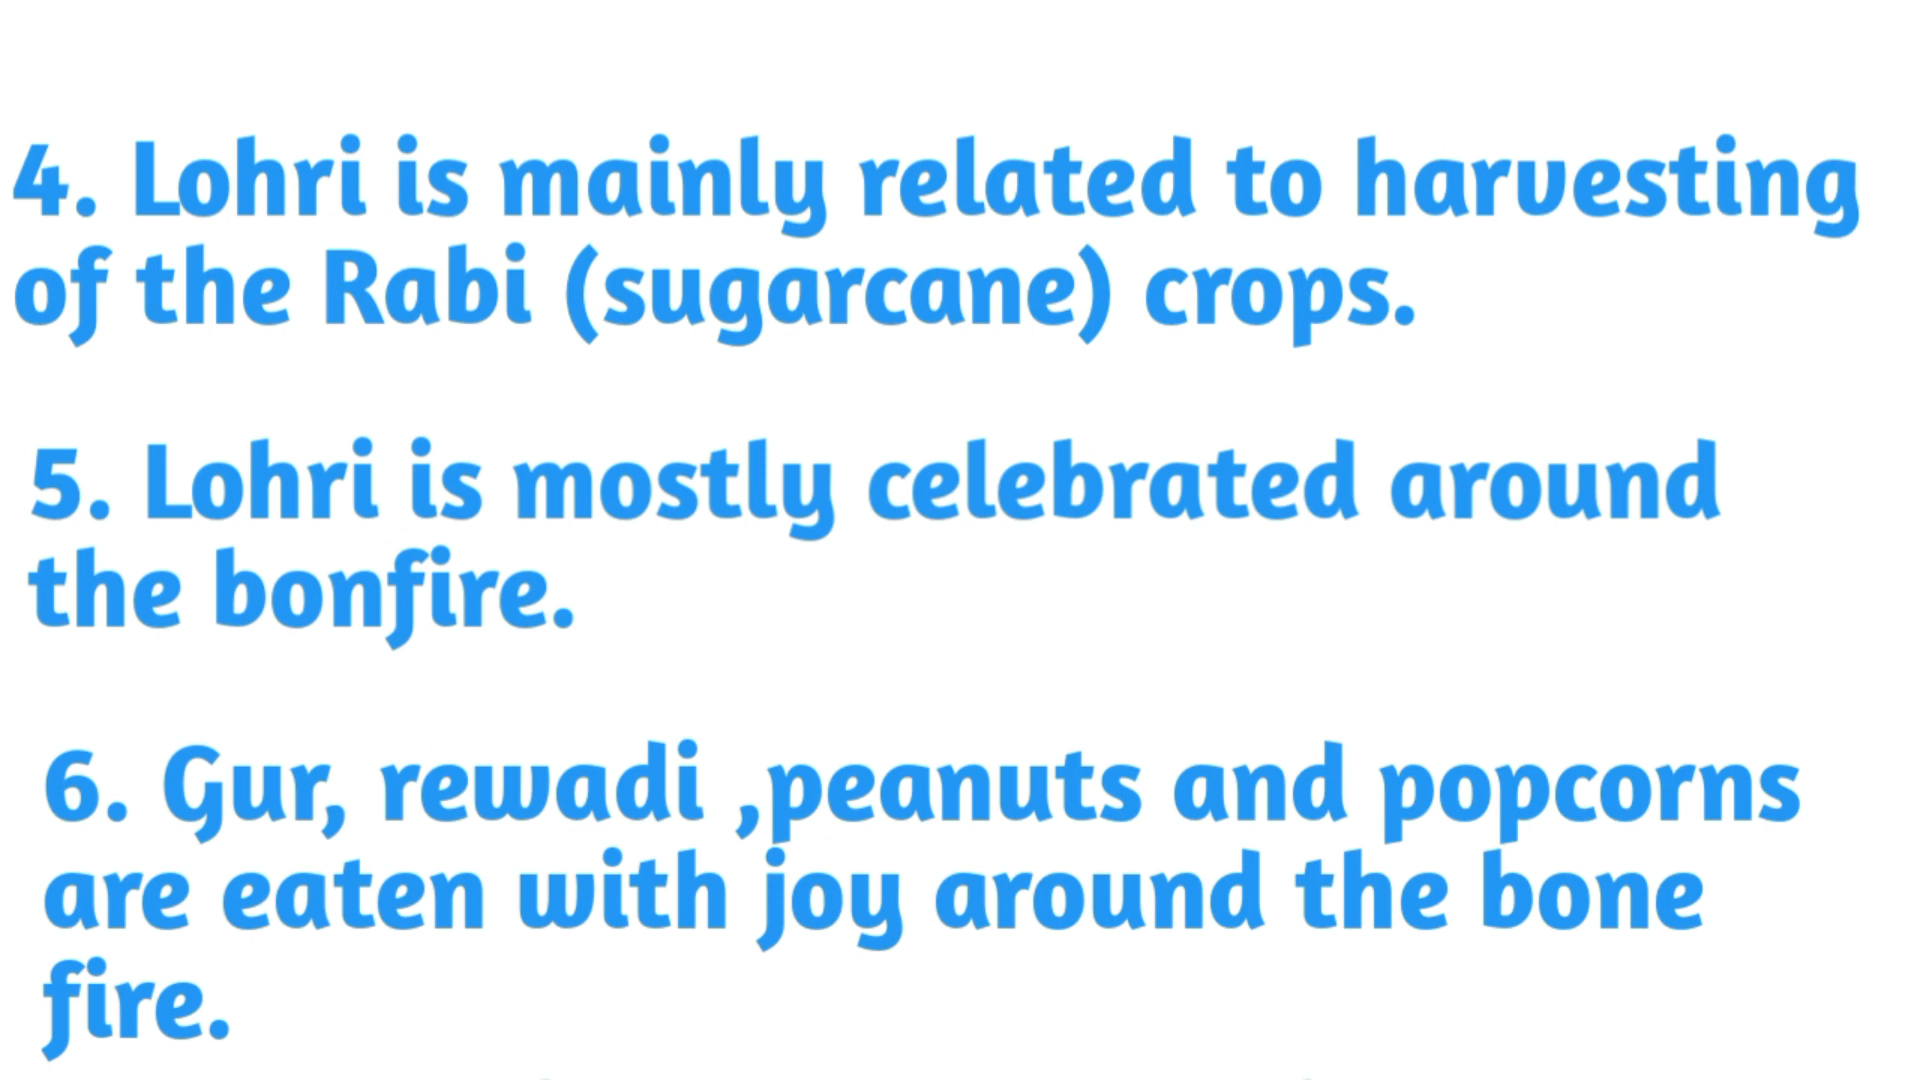 4. Lohri is mainly related to harvesting
of the Rabi (sugarcane) crops.
5. Lohri is mostly celebrated around
the bonfire.
6. Gur, rewadi ,peanuts and popcorns
are eaten with joy around the bone
fire.